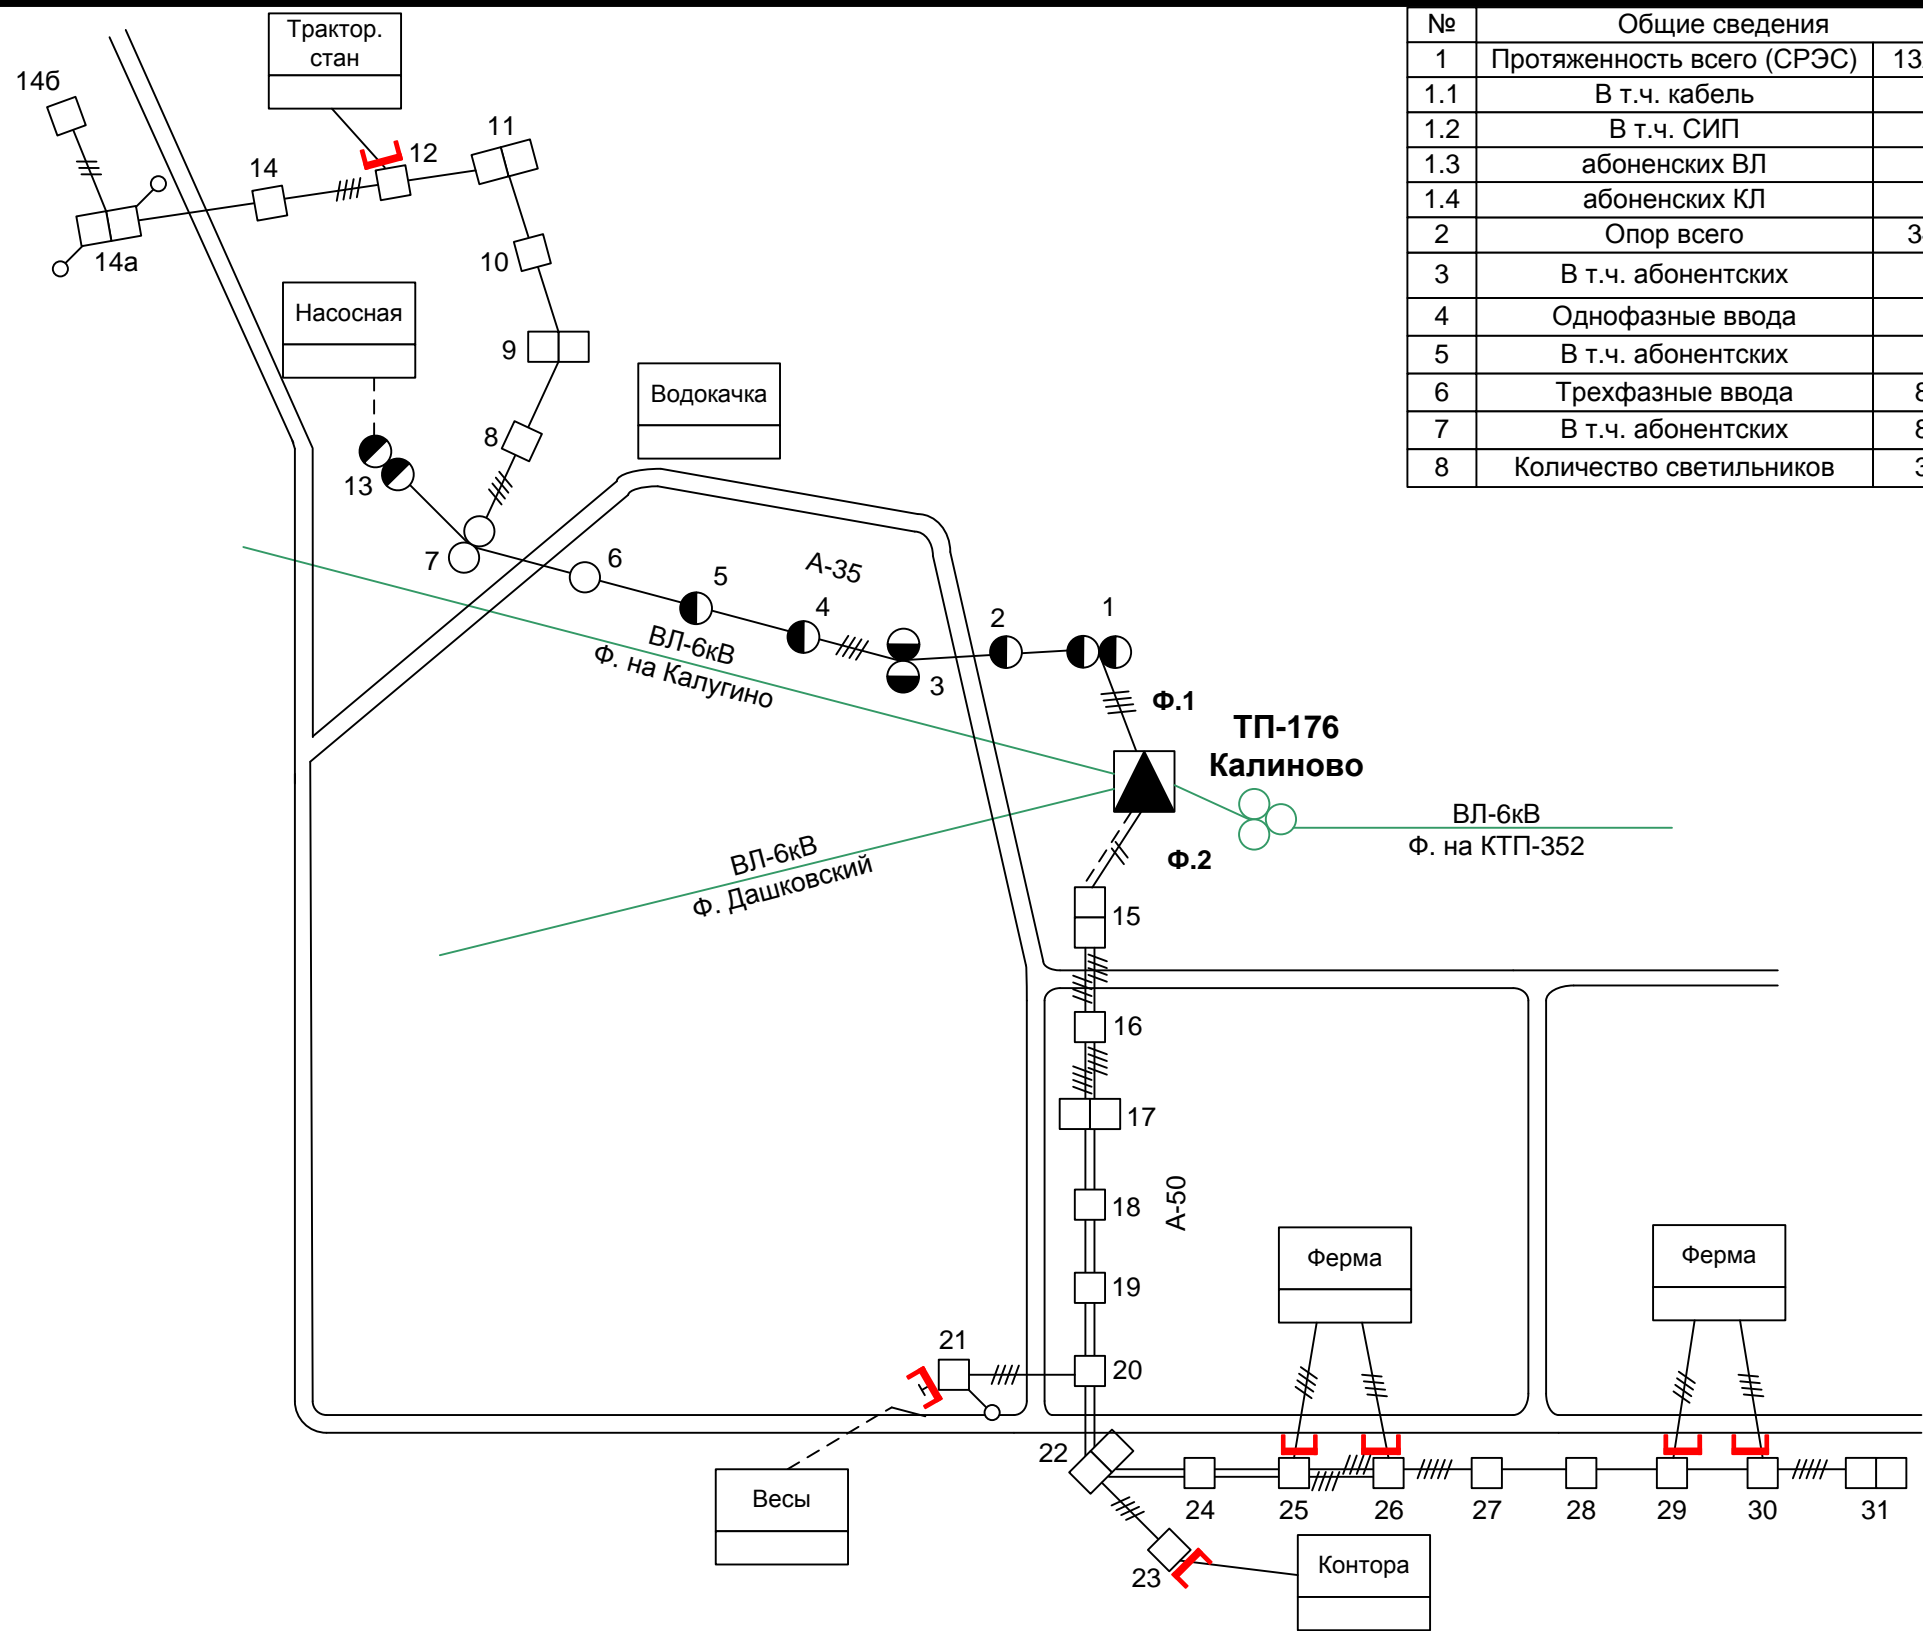 № Общие сведения
1 Протяженность всего (СРЭС)
1.1 В т.ч. кабель
1.2 В т.ч. СИП
1.3 абоненских ВЛ
1.4 абоненских КЛ
2 Опор всего
3 В т.ч. абонентских
4 Однофазные ввода
5 В т.ч. абонентских
6 Трехфазные ввода 8
7 В т.ч. абонентских 8
8 Количество светильников 3
Трактор.
стан
14б
11
12
14
14а
10
Насосная
9
Водокачка
8
13
7
6
5
А-35
4
2
1
3
ВЛ-6кВ
Ф. на Калугино
Ф.1
ТП-176
Калиново
ВЛ-6кВ
Ф. на КТП-352
ВЛ-6кВ
Ф. Дашковский
Ф.2
15
16
17
18
А-50
19
20
21
Ферма
Ферма
22
24
25
26
27
28
29
30
31
Весы
23
Контора